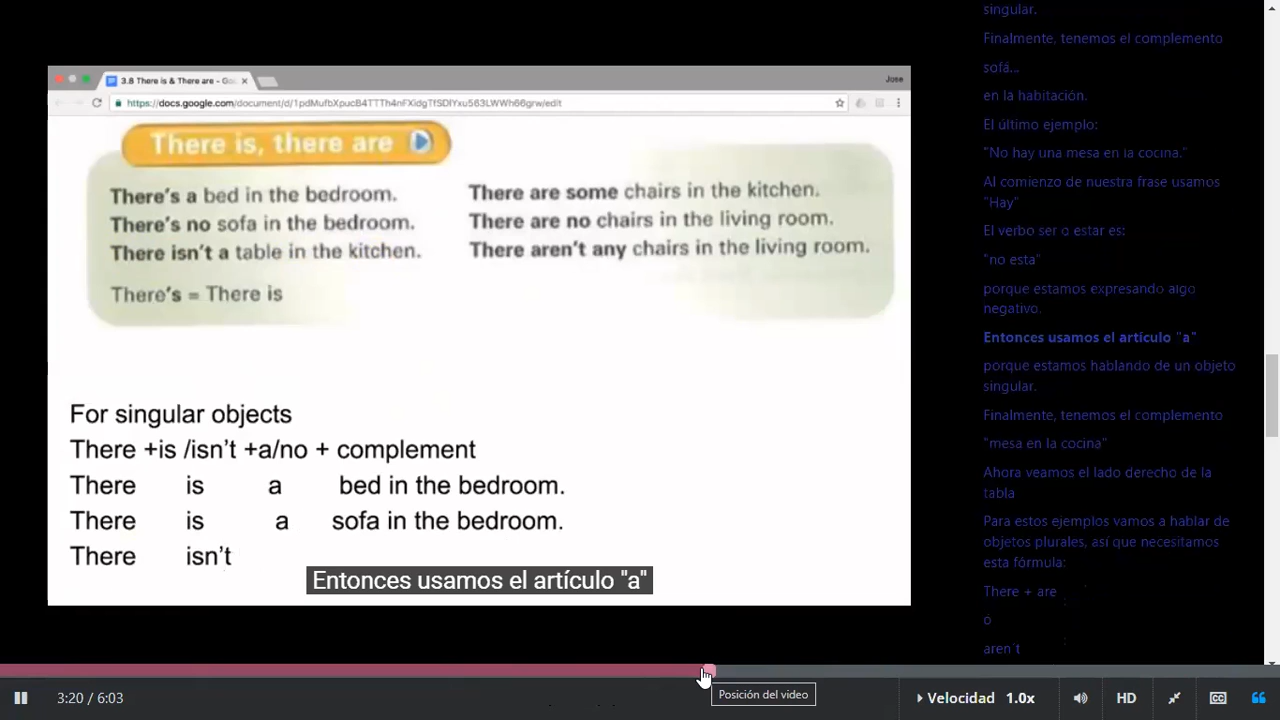 singular.
Finalmente, tenemos el complemento
sofá...
en la habitación.
El último ejemplo:
"No hay una mesa en la cocina."
Al comienzo de nuestra frase usamos
"Hay"
El verbo ser o estar es:
"no esta"
porque estamos expresando algo
negativo.
Entonces usamos el artículo "a"
porque estamos hablando de un objeto
singular.
Finalmente, tenemos el complemento
"mesa en la cocina"
Ahora veamos el lado derecho de la
tabla
Para estos ejemplos vamos a hablar de
objetos plurales, así que necesitamos
esta fórmula:
There + are
o
aren´t
3.8 There is & There are - Go
Jose
https://docs.google.com/document/d/1pdMufbXpucB4TTTh4nFXidgTfSDIYxu563LWWh66grw/edit
There is, there are
There's a bed in the bedroom.
There's no sofa in the bedroom.
There isn't a table in the kitchen.
There's = There is
There are some chairs in the kitchen.
There are no chairs in the living room.
There aren't any chairs in the living room.
For singular objects
There +is /isn't +a/no + complement
There is a bed in the bedroom.
There is a sofa in the bedroom.
There isn't
Entonces usamos el artículo "a"
Posición del video
3:20 / 6:03
Velocidad 1.0x
HD
CC